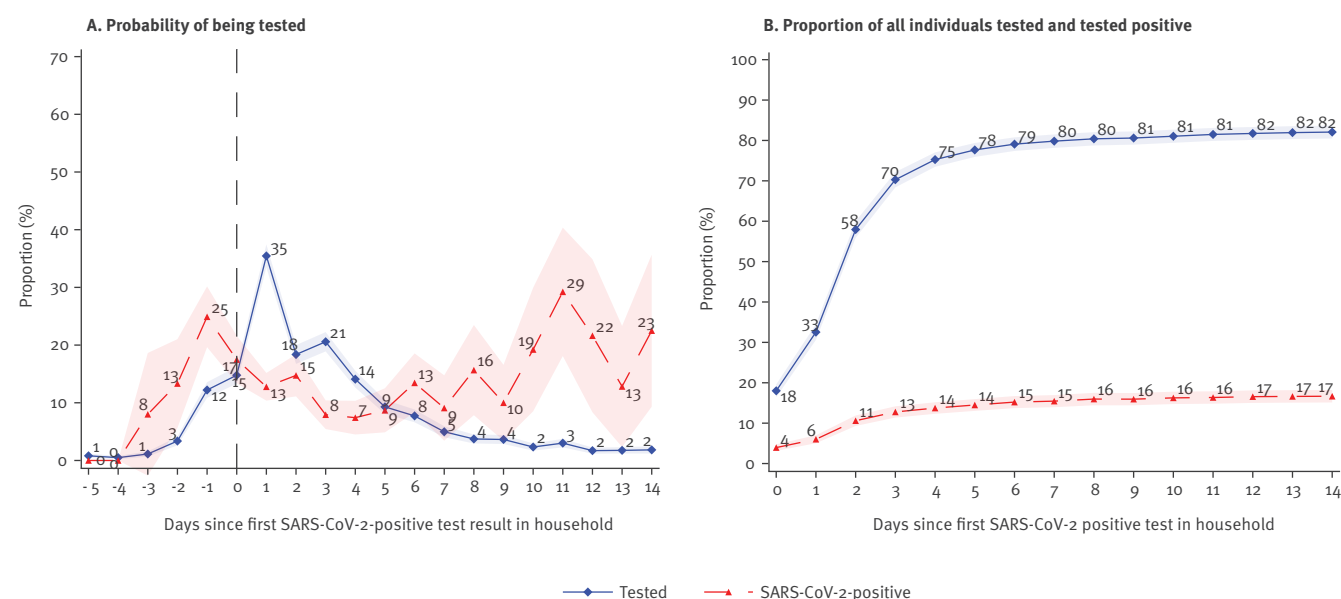 A. Probability of being tested
70
60
50
40
30
20
10
0
Proportion (%)
1 0 0 0 8 1 13 3 25 12 17 15 35 13 18 15 21 8 14 7 9 9 13 8 9 5 16 4 4 10 19 2 29 3 22 2 13 2 23 2
-5 -4 -3 -2 -1 0 1 2 3 4 5 6 7 8 9 10 11 12 13 14
Days since first SARS-CoV-2-positive test result in household
B. Proportion of all individuals tested and tested positive
100
90
80
70
60
50
40
30
20
10
0
Proportion (%)
18 33 58 70 75 78 79 80 80 81 81 81 82 82 82
4 6 11 13 14 14 15 15 16 16 16 16 17 17 17
0 1 2 3 4 5 6 7 8 9 10 11 12 13 14
Days since first SARS-CoV-2 positive test in household
Tested
SARS-CoV-2-positive